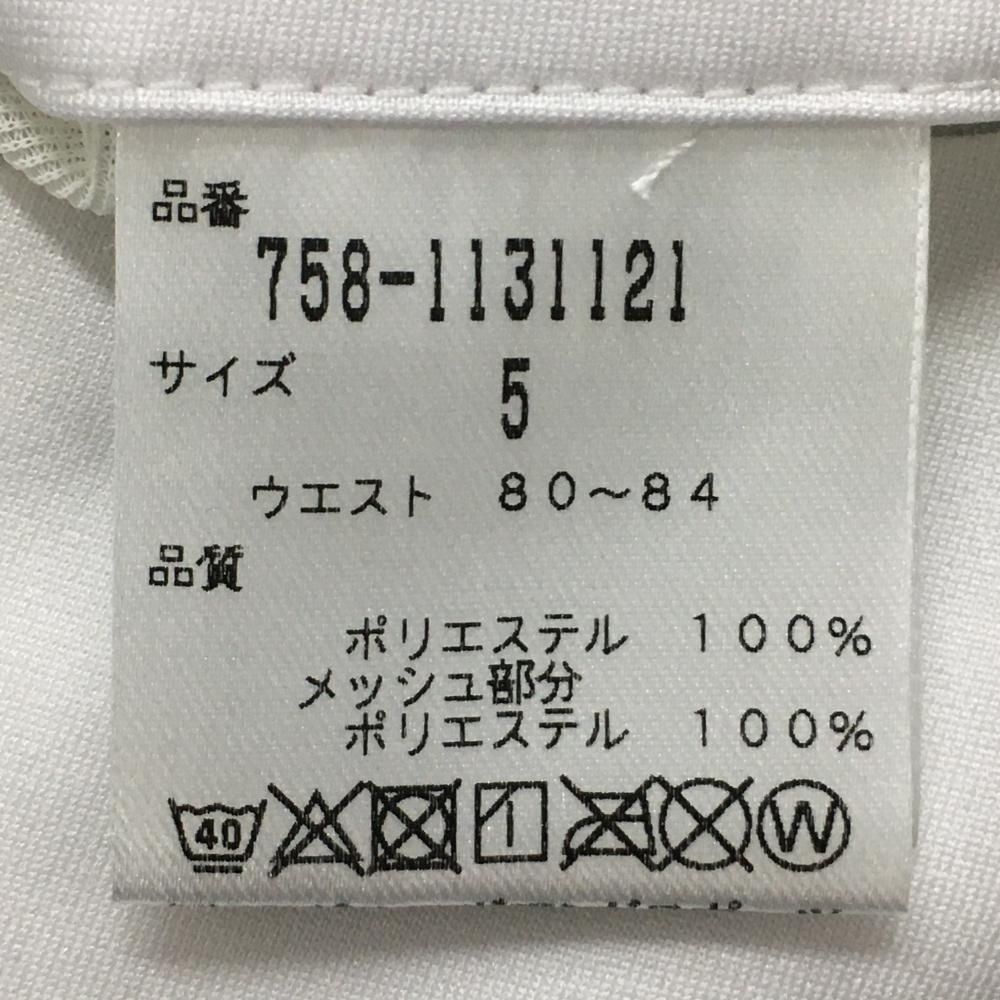 品番
758-1131121
サイズ 5
ウエスト 80～84
品質
ポリエステル 100%
メッシュ部分
ポリエステル 100%
40 W